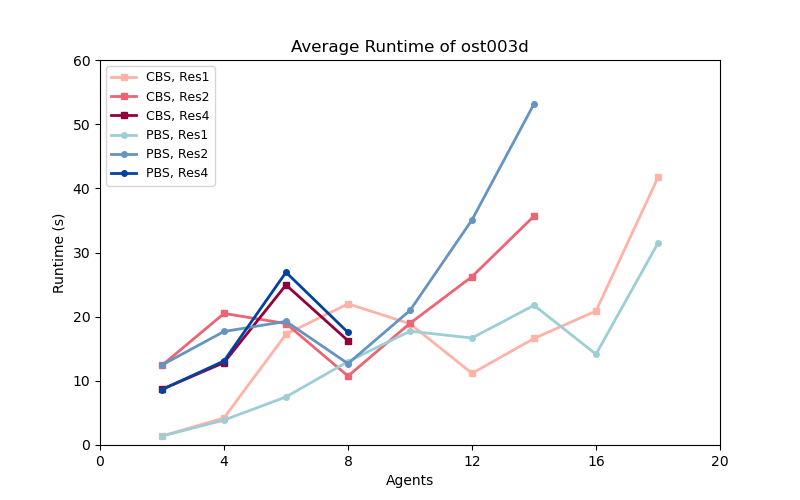 Average Runtime of ost003d
60
50
40
30
20
10
0
Runtime (s)
CBS, Res1
CBS, Res2
CBS, Res4
PBS, Res1
PBS, Res2
PBS, Res4
0 4 8 12 16 20
Agents